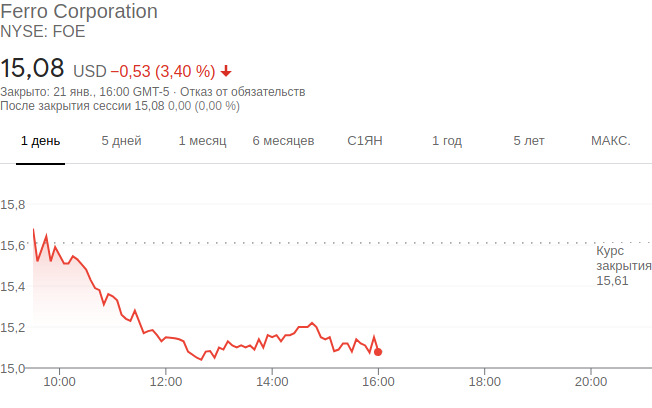 Ferro Corporation
NYSE: FOE
15,08 USD −0,53 (3,40 %)
Закрыто: 21 янв., 16:00 GMT-5 · Отказ от обязательств
После закрытия сессии 15,08 0,00 (0,00 %)
1 день 5 дней 1 месяц 6 месяцев С1ЯН 1 год 5 лет МАКС.
15,8
15,6
Курс
закрытия
15,61
15,4
15,2
15,0
10:00 12:00 14:00 16:00 18:00 20:00